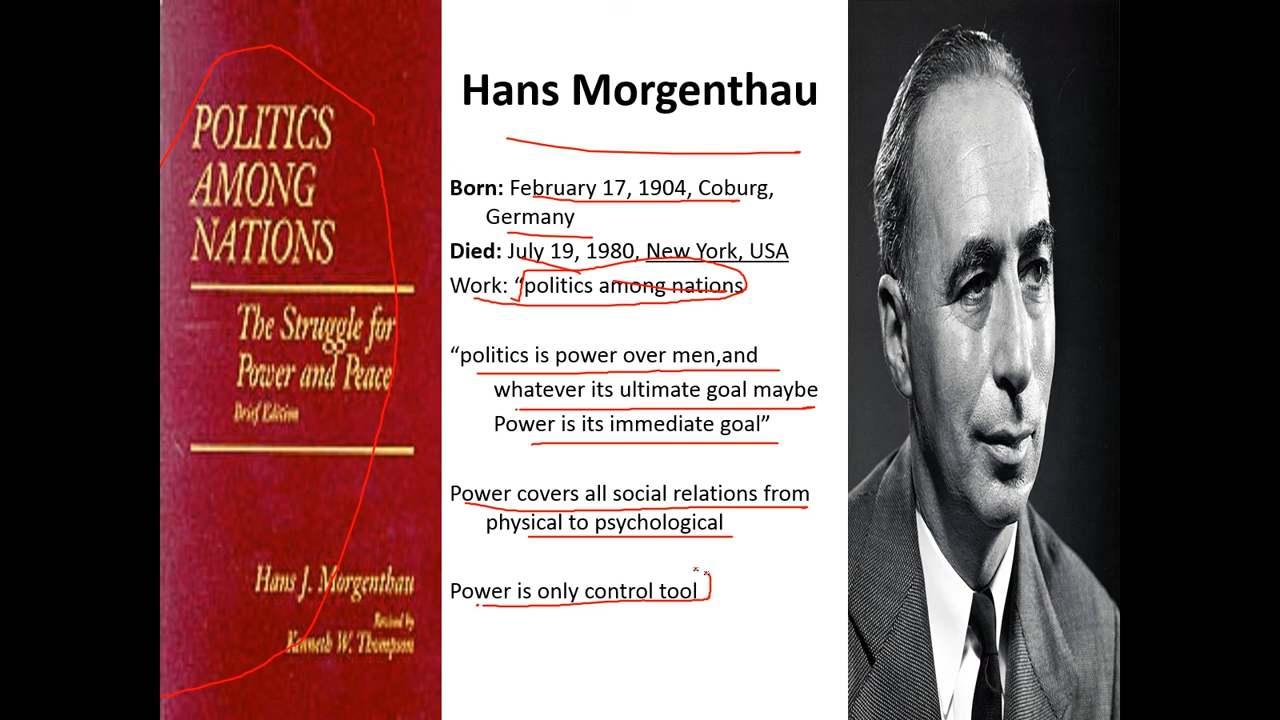 POLITICS
AMONG
NATIONS
The Struggle for
Power and Peace
Brief Edition
Hans J. Morgenthau
Revised by
Kenneth W. Thompson
Hans Morgenthau
Born: February 17, 1904, Coburg,
Germany
Died: July 19, 1980, New York, USA
Work: “politics among nations
“politics is power over men,and
whatever its ultimate goal maybe
Power is its immediate goal”
Power covers all social relations from
physical to psychological
Power is only control tool